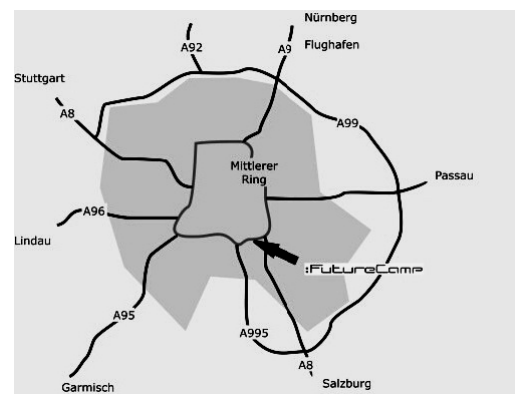 Nürnberg
A92
A9
Flughafen
Stuttgart
A8
A99
Mittlerer
Ring
Passau
A96
Lindau
:FutureCamp
A95
A995
A8
Garmisch
Salzburg